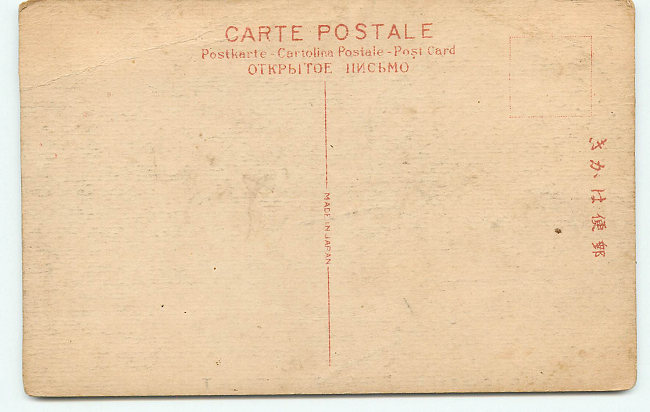 CARTE POSTALE
Postkarte - Cartolina Postale - Post Card
ОТКРЫТОЕ ПИСЬМО
MADE IN JAPAN
きかは便郵